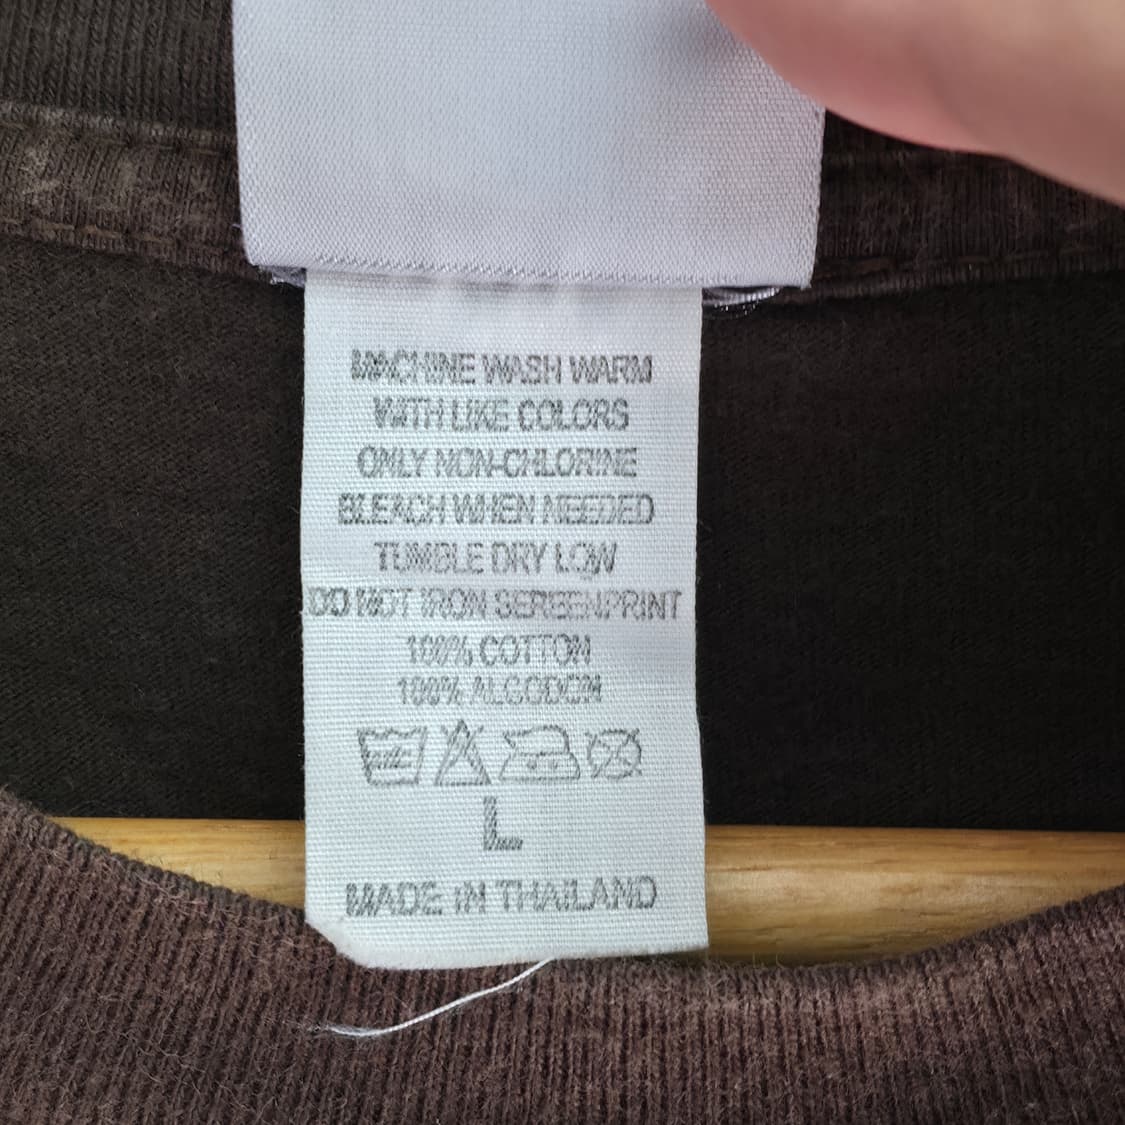 MACHINE WASH WARM
WITH LIKE COLORS
ONLY NON-CHLORINE
BLEACH WHEN NEEDED
TUMBLE DRY LOW
DO NOT IRON SCREENPRINT
100% COTTON
100% ALGODON
L
MADE IN THAILAND